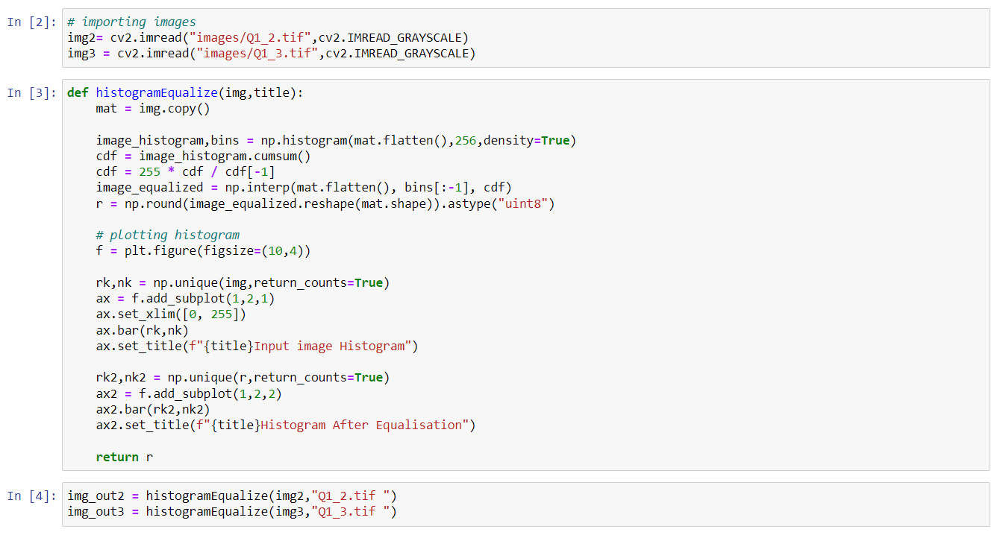 In [2]: # importing images
img2= cv2.imread("images/Q1_2.tif",cv2.IMREAD_GRAYSCALE)
img3 = cv2.imread("images/Q1_3.tif",cv2.IMREAD_GRAYSCALE)
In [3]: def histogramEqualize(img,title):
    mat = img.copy()
    image_histogram,bins = np.histogram(mat.flatten(),256,density=True)
    cdf = image_histogram.cumsum()
    cdf = 255 * cdf / cdf[-1]
    image_equalized = np.interp(mat.flatten(), bins[:-1], cdf)
    r = np.round(image_equalized.reshape(mat.shape)).astype("uint8")
    # plotting histogram
    f = plt.figure(figsize=(10,4))
    rk,nk = np.unique(img,return_counts=True)
    ax = f.add_subplot(1,2,1)
    ax.set_xlim([0, 255])
    ax.bar(rk,nk)
    ax.set_title(f"{title}Input image Histogram")
    rk2,nk2 = np.unique(r,return_counts=True)
    ax2 = f.add_subplot(1,2,2)
    ax2.bar(rk2,nk2)
    ax2.set_title(f"{title}Histogram After Equalisation")
    return r
In [4]: img_out2 = histogramEqualize(img2,"Q1_2.tif ")
img_out3 = histogramEqualize(img3,"Q1_3.tif ")